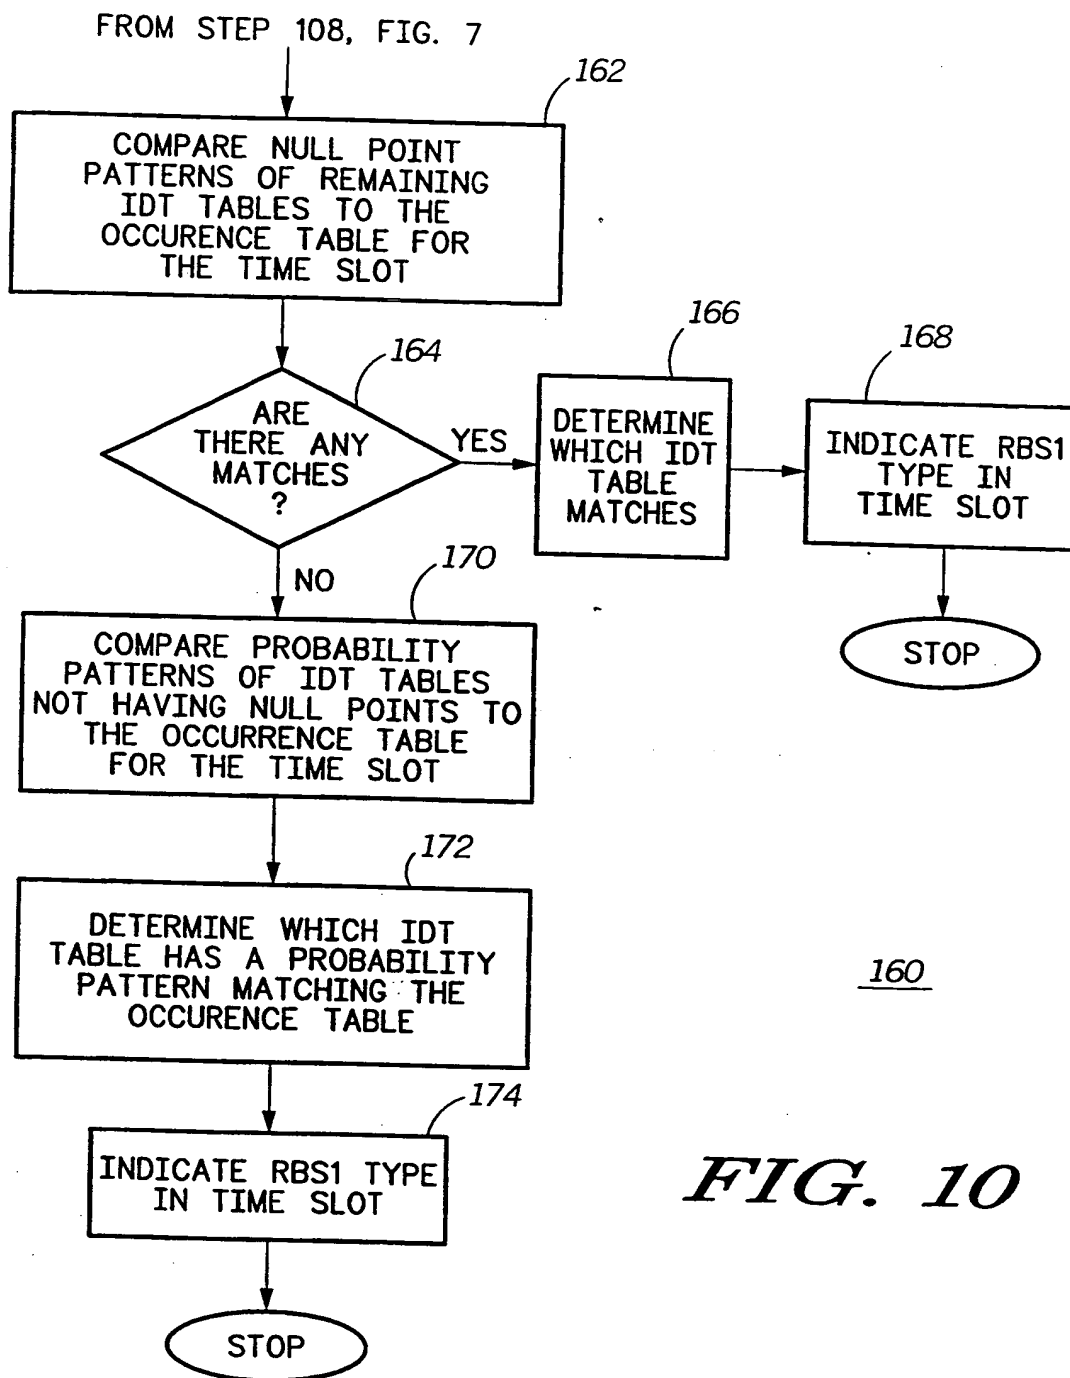 FROM STEP 108, FIG. 7
162
COMPARE NULL POINT
PATTERNS OF REMAINING
IDT TABLES TO THE
OCCURENCE TABLE FOR
THE TIME SLOT
164
ARE
THERE ANY
MATCHES
?
YES
166
DETERMINE
WHICH IDT
TABLE
MATCHES
168
INDICATE RBS1
TYPE IN
TIME SLOT
STOP
NO
170
COMPARE PROBABILITY
PATTERNS OF IDT TABLES
NOT HAVING NULL POINTS TO
THE OCCURRENCE TABLE
FOR THE TIME SLOT
172
DETERMINE WHICH IDT
TABLE HAS A PROBABILITY
PATTERN MATCHING THE
OCCURENCE TABLE
160
174
INDICATE RBS1 TYPE
IN TIME SLOT
STOP
FIG. 10